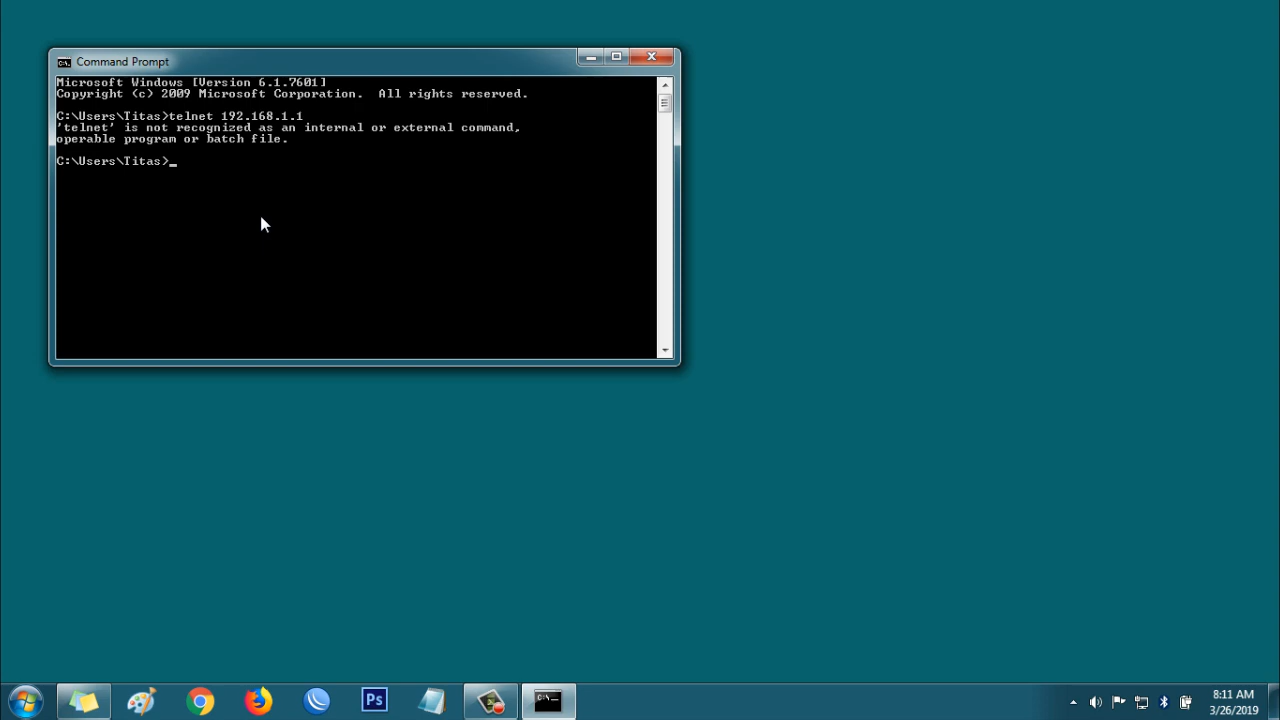 Command Prompt
Microsoft Windows [Version 6.1.7601]
Copyright (c) 2009 Microsoft Corporation.  All rights reserved.
C:\Users\Titas>telnet 192.168.1.1
'telnet' is not recognized as an internal or external command,
operable program or batch file.
C:\Users\Titas>_
Ps
C:\_
8:11 AM
3/26/2019